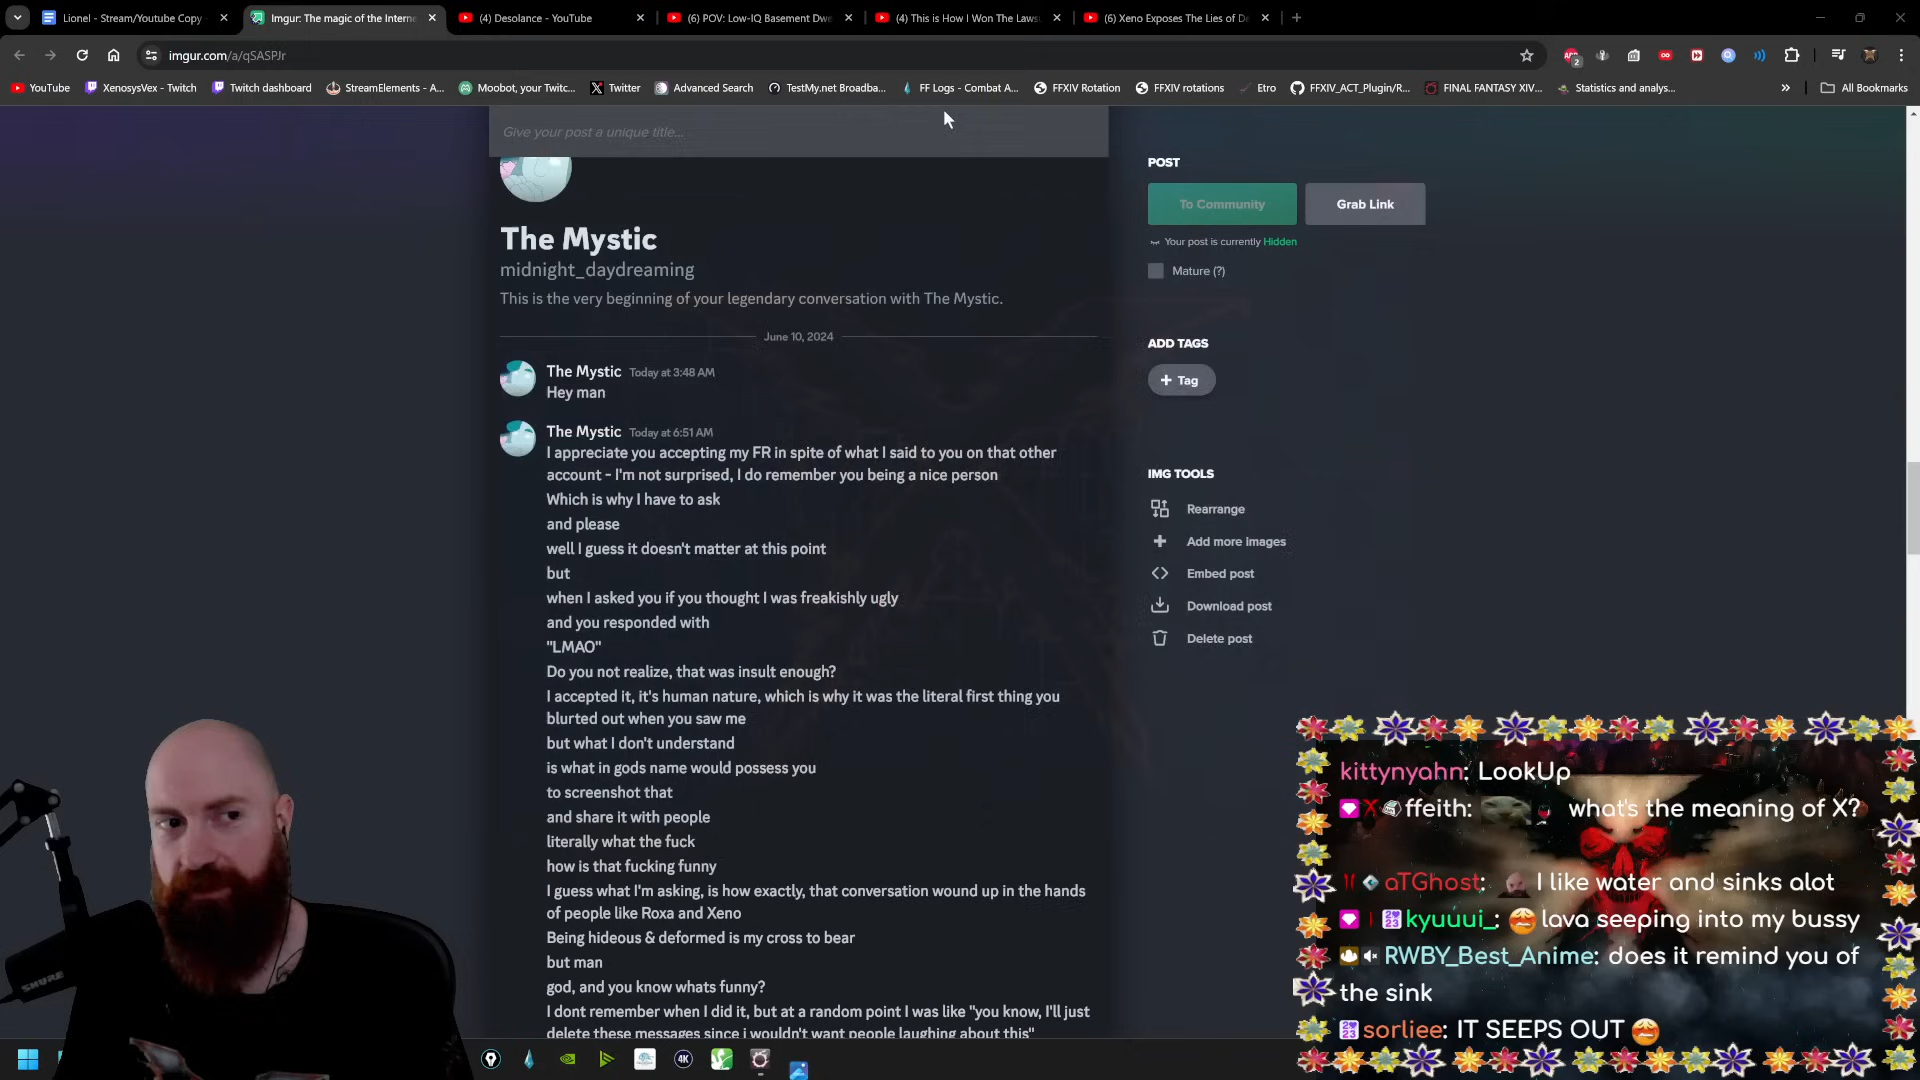 Lionel - Stream/Youtube Copy
Imgur: The magic of the Interne
(4) Desolance - YouTube
(6) POV: Low-IQ Basement Dwe
(4) This is How I Won The Lawsu
(6) Xeno Exposes The Lies of De
imgur.com/a/qSASPJr
2
YouTube
XenosysVex - Twitch
Twitch dashboard
StreamElements - A...
Moobot, your Twitc...
Twitter
Advanced Search
TestMy.net Broadba...
FF Logs - Combat A...
FFXIV Rotation
FFXIV rotations
Etro
FFXIV_ACT_Plugin/R...
FINAL FANTASY XIV...
Statistics and analys...
»
All Bookmarks
Give your post a unique title...
The Mystic
midnight_daydreaming
This is the very beginning of your legendary conversation with The Mystic.
June 10, 2024
The Mystic Today at 3:48 AM
Hey man
The Mystic Today at 6:51 AM
I appreciate you accepting my FR in spite of what I said to you on that other
account - I'm not surprised, I do remember you being a nice person
Which is why I have to ask
and please
well I guess it doesn't matter at this point
but
when I asked you if you thought I was freakishly ugly
and you responded with
"LMAO"
Do you not realize, that was insult enough?
I accepted it, it's human nature, which is why it was the literal first thing you
blurted out when you saw me
but what I don't understand
is what in gods name would possess you
to screenshot that
and share it with people
literally what the fuck
how is that fucking funny
I guess what I'm asking, is how exactly, that conversation wound up in the hands
of people like Roxa and Xeno
Being hideous & deformed is my cross to bear
but man
god, and you know whats funny?
I dont remember when I did it, but at a random point I was like "you know, I'll just
delete these messages since i wouldn't want people laughing about this"
POST
To Community
Grab Link
Your post is currently Hidden
Mature (?)
ADD TAGS
+ Tag
IMG TOOLS
Rearrange
Add more images
Embed post
Download post
Delete post
SHURE
kittynyahn: LookUp
ffeith: what's the meaning of X?
aTGhost: I like water and sinks alot
kyuuui_: lava seeping into my bussy
RWBY_Best_Anime: does it remind you of
the sink
sorliee: IT SEEPS OUT
4K